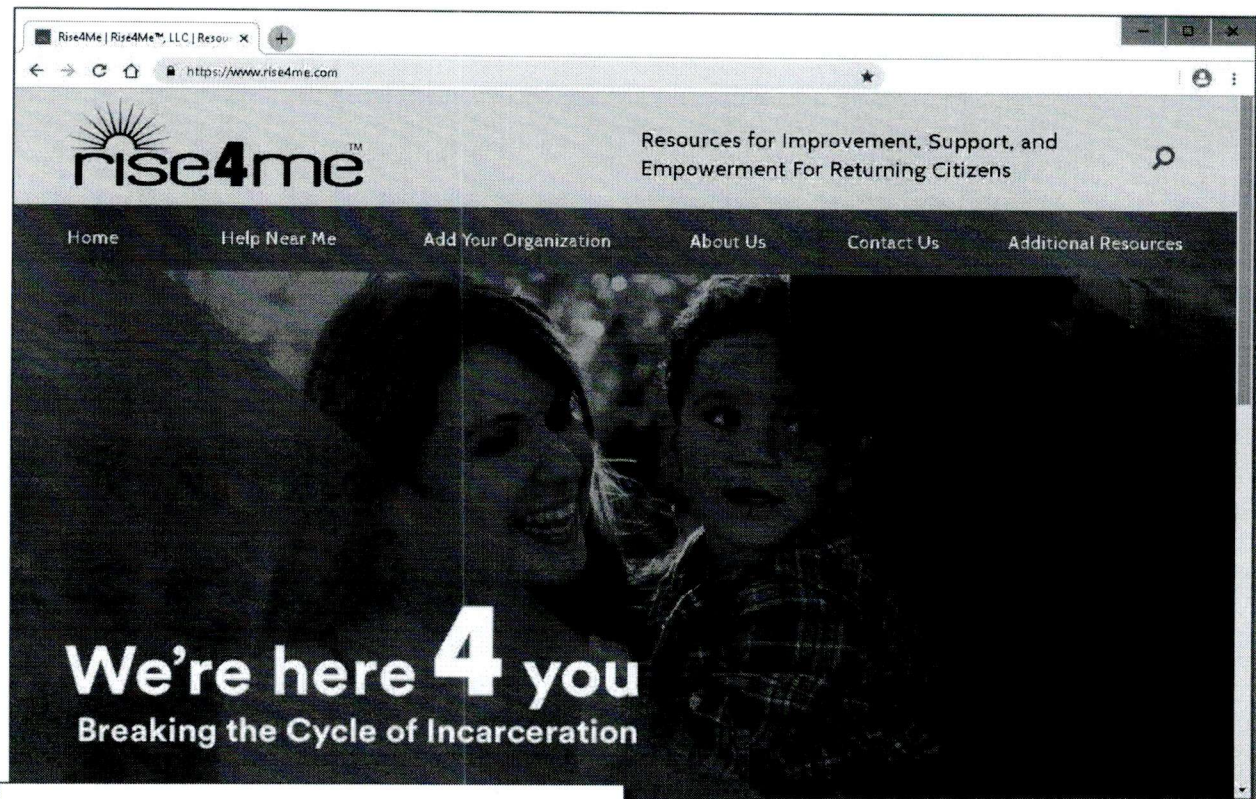 Rise4Me | Rise4Me™, LLC | Resou
https://www.rise4me.com
rise4me™
Resources for Improvement, Support, and
Empowerment For Returning Citizens
Home Help Near Me Add Your Organization About Us Contact Us Additional Resources
We're here 4 you
Breaking the Cycle of Incarceration